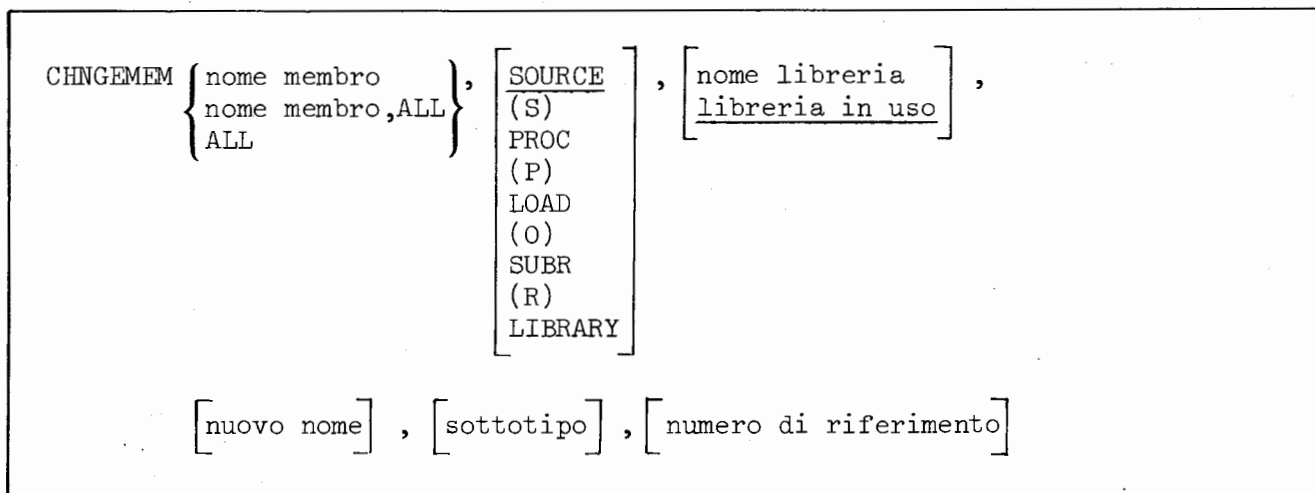 CHNGEMEM {nome membro}, [SOURCE], [nome libreria],
nome membro,ALL (S) libreria in uso
ALL PROC
(P)
LOAD
(O)
SUBR
(R)
LIBRARY
[nuovo nome] , [sottotipo] , [numero di riferimento]